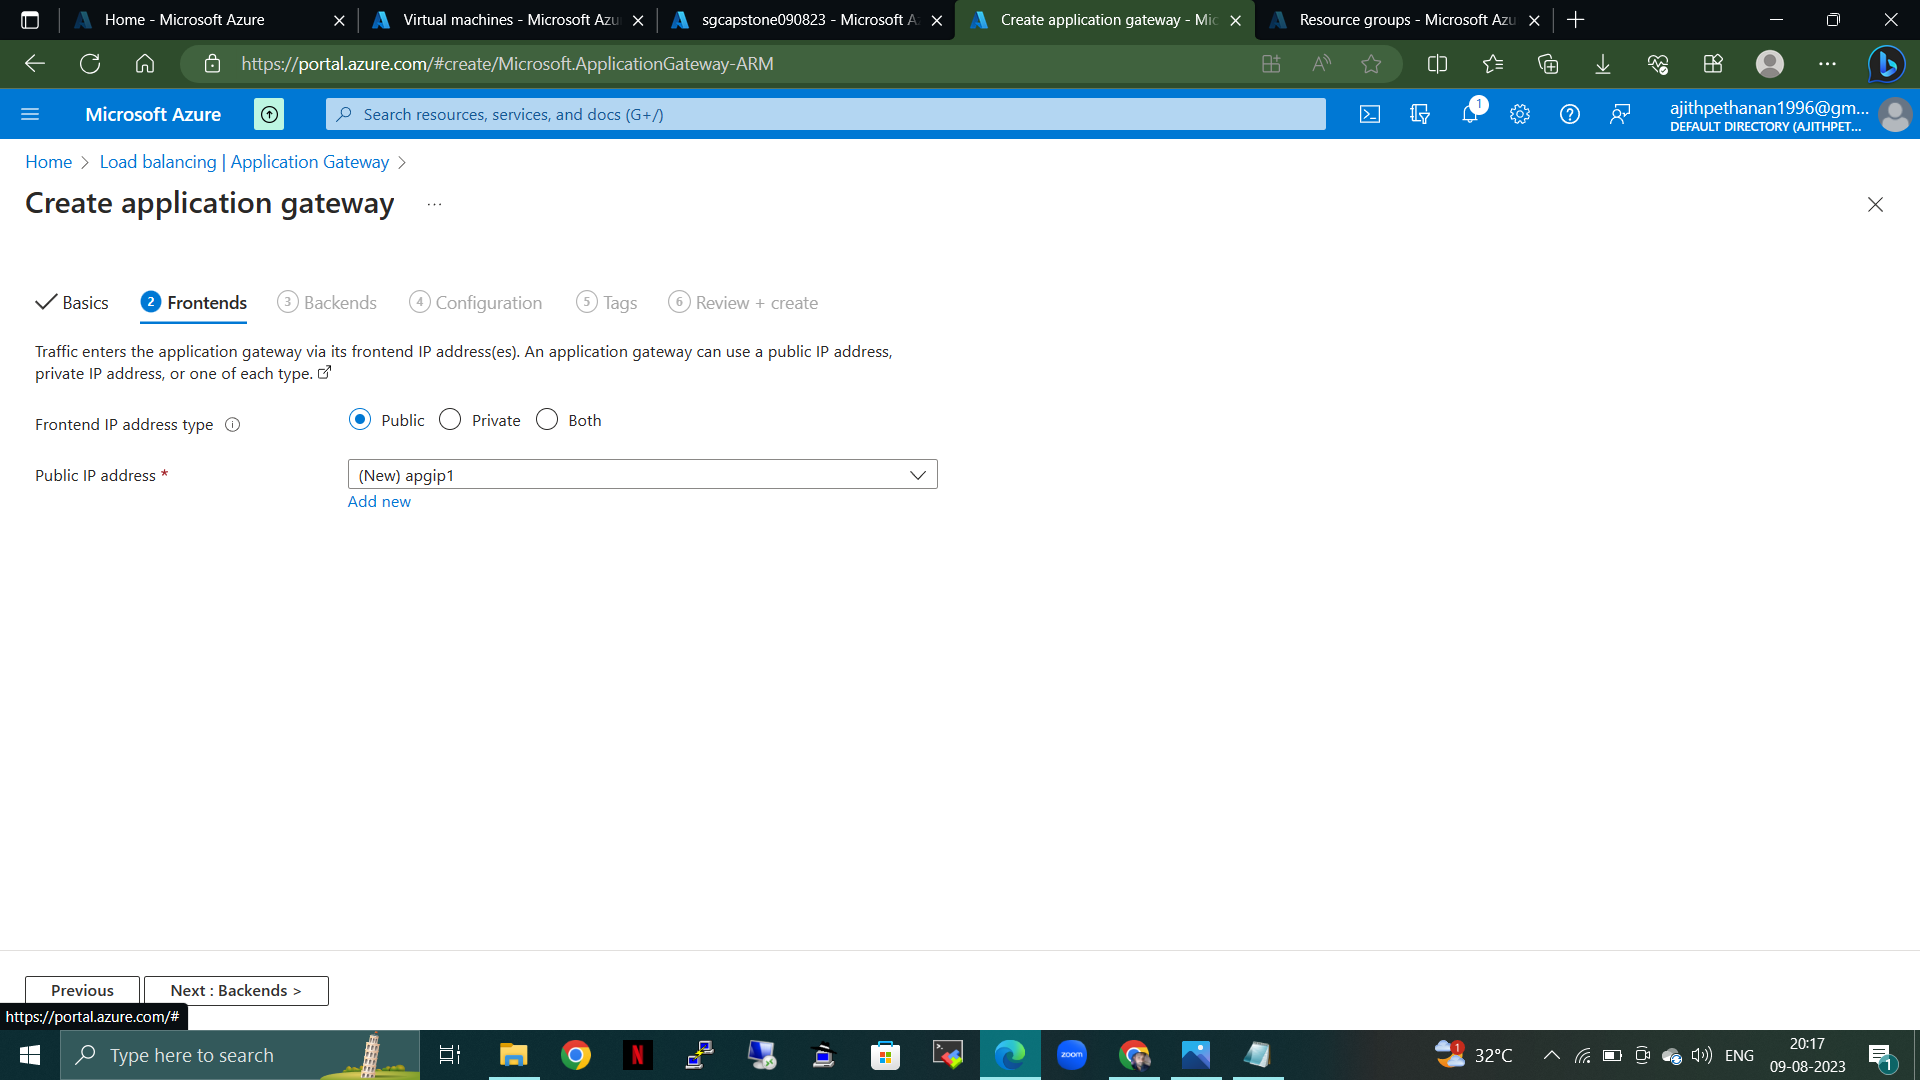 Home - Microsoft Azure
Virtual machines - Microsoft Azu
sgcapstone090823 - Microsoft A
Create application gateway - Mic
Resource groups - Microsoft Azu
https://portal.azure.com/#create/Microsoft.ApplicationGateway-ARM
Microsoft Azure
Search resources, services, and docs (G+/)
1
ajithpethanan1996@gm...
DEFAULT DIRECTORY (AJITHPET...
Home > Load balancing | Application Gateway >
Create application gateway ...
Basics 2 Frontends 3 Backends 4 Configuration 5 Tags 6 Review + create
Traffic enters the application gateway via its frontend IP address(es). An application gateway can use a public IP address,
private IP address, or one of each type.
Frontend IP address type Public Private Both
Public IP address * (New) apgip1
Add new
Previous Next : Backends >
https://portal.azure.com/#
Type here to search
N
zoom
1
32°C
ENG
20:17
09-08-2023
1